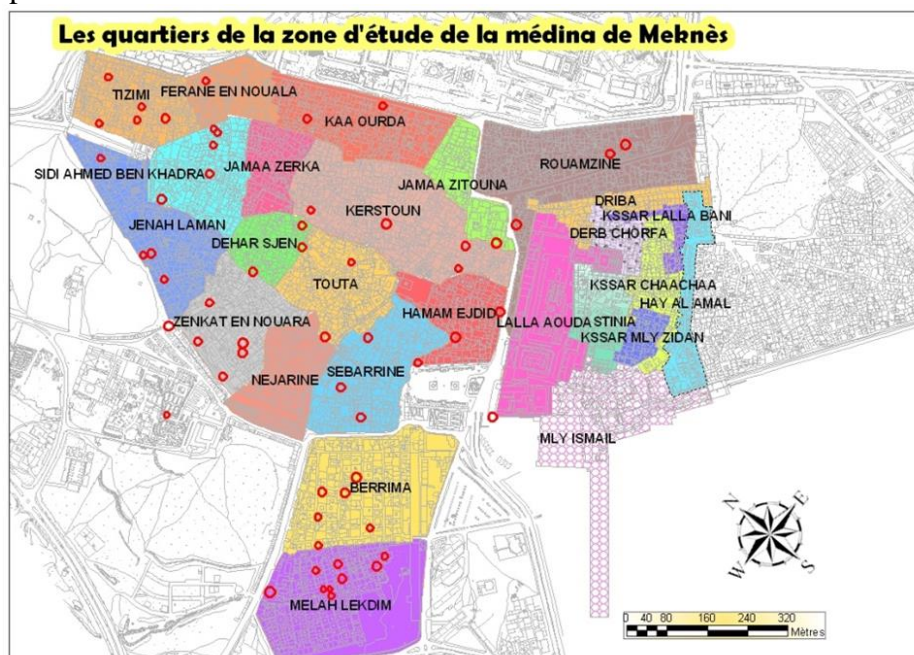 p
Les quartiers de la zone d'étude de la médina de Meknès
TIZIMI
FERANE EN NOUALA
KAA OURDA
ROUAMZINE
SIDI AHMED BEN KHADRA
JAMAA ZERKA
JAMAA ZITOUNA
DRIBA
KSSAR LALLA BANI
JENAH LAMAN
KERSTOUN
DERB CHORFA
DEHAR SJEN
TOUTA
KSSAR CHAACHAA
HAY AL AMAL
ZENKAT EN NOUARA
HAMAM EJDID
LALLA AOUDA
STINIA
KSSAR MLY ZIDAN
NEJARINE
SEBARRINE
MLY ISMAIL
BERRIMA
MELAH LEKDIM
N
E
W
S
0 40 80 160 240 320
Mètres